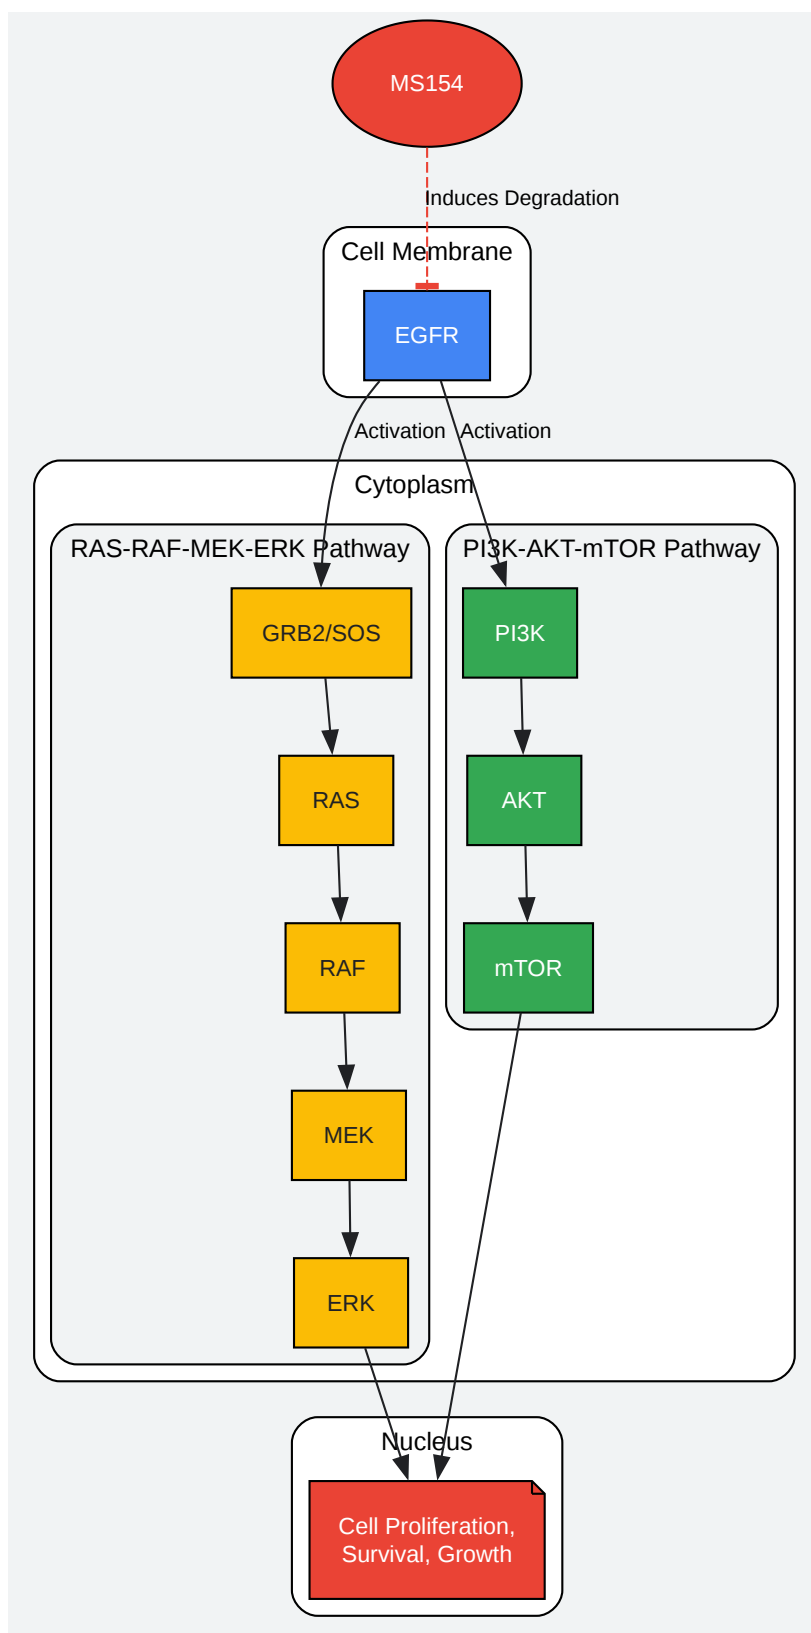 MS154
Induces Degradation
Cell Membrane
EGFR
Activation
Activation
Cytoplasm
RAS-RAF-MEK-ERK Pathway
PI3K-AKT-mTOR Pathway
GRB2/SOS
PI3K
RAS
AKT
RAF
mTOR
MEK
ERK
Nucleus
Cell Proliferation,
Survival, Growth